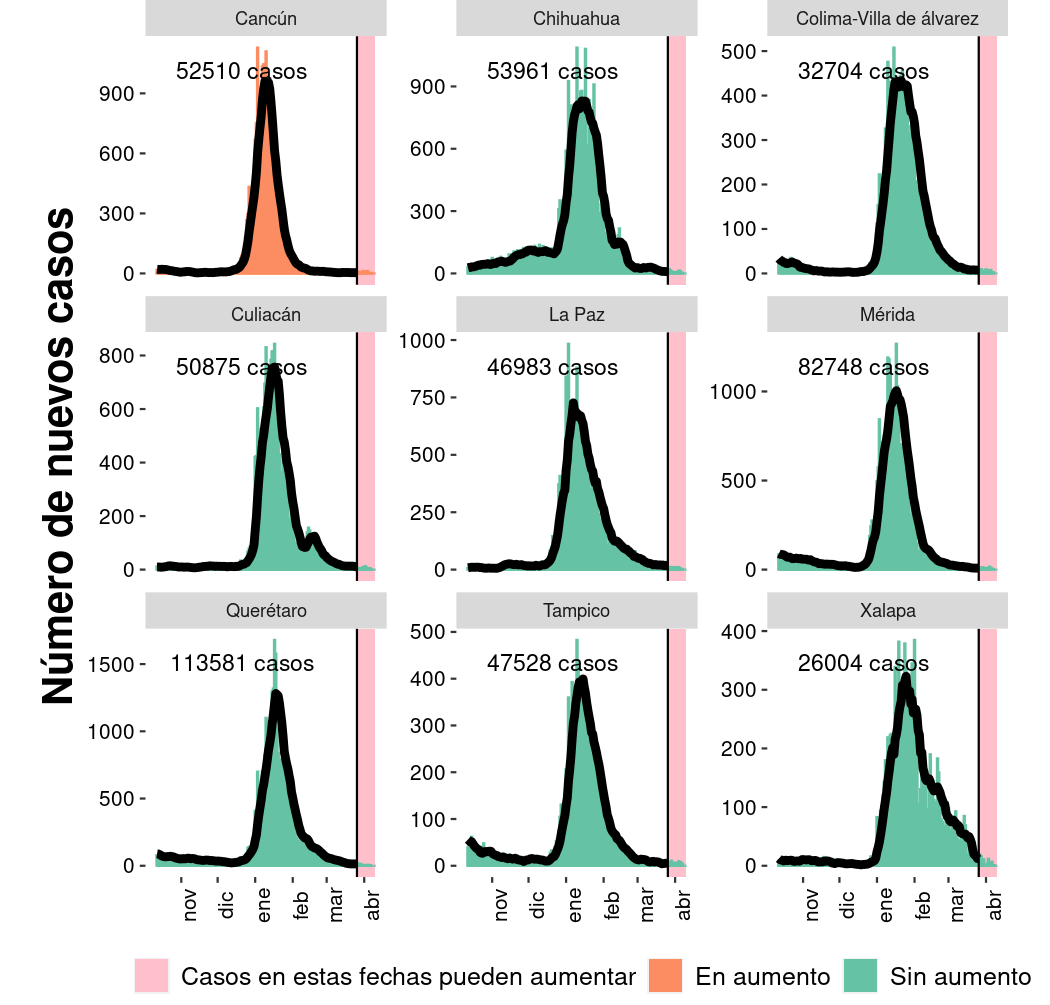 Número de nuevos casos
Cancún
52510 casos
900
600
300
0
Chihuahua
53961 casos
900
600
300
0
Colima-Villa de álvarez
32704 casos
500
400
300
200
100
0
Culiacán
50875 casos
800
600
400
200
0
La Paz
46983 casos
1000
750
500
250
0
Mérida
82748 casos
1000
500
0
Querétaro
113581 casos
1500
1000
500
0
nov dic ene feb mar abr
Tampico
47528 casos
500
400
300
200
100
0
nov dic ene feb mar abr
Xalapa
26004 casos
400
300
200
100
0
nov dic ene feb mar abr
Casos en estas fechas pueden aumentar En aumento Sin aumento